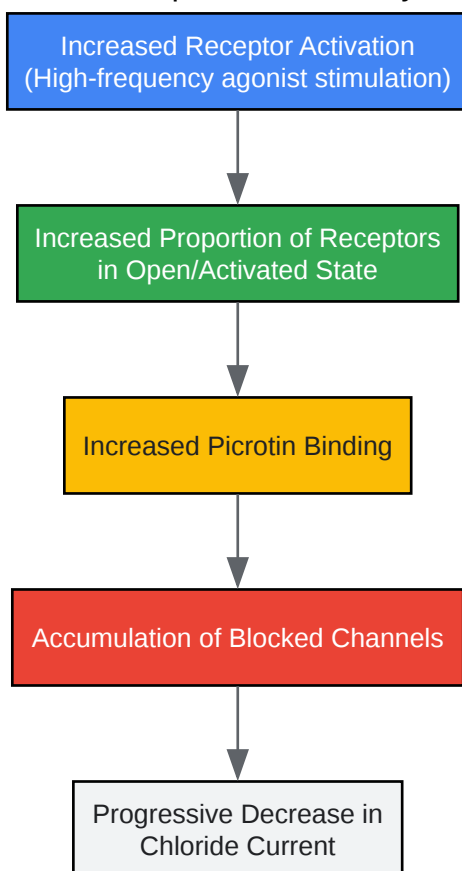 Increased Receptor Activation
(High-frequency agonist stimulation)
Increased Proportion of Receptors
in Open/Activated State
Increased Picrotin Binding
Accumulation of Blocked Channels
Progressive Decrease in
Chloride Current